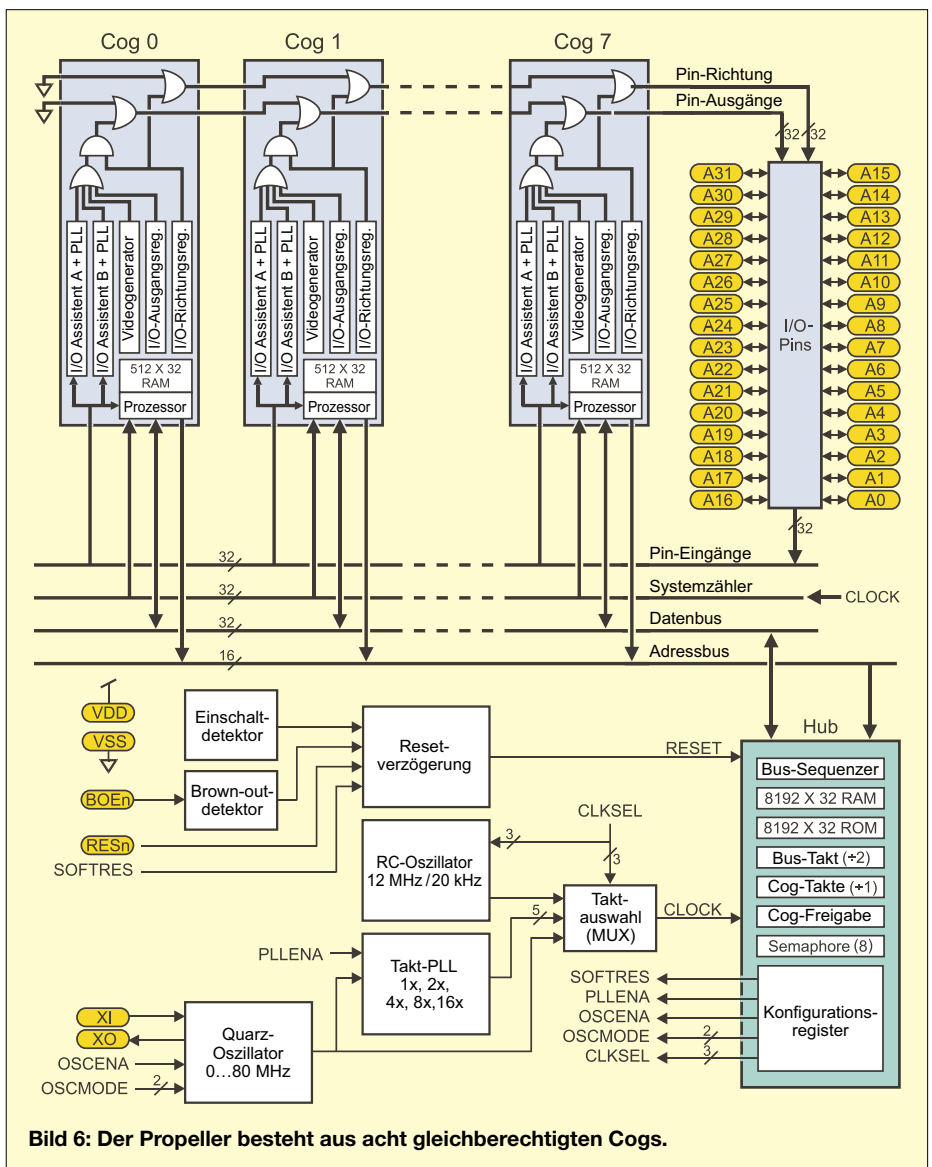 Cog 0
Cog 1
Cog 7
Pin-Richtung
Pin-Ausgänge
32
32
I/O Assistent A + PLL
I/O Assistent B + PLL
Videogenerator
I/O-Ausgangsreg.
I/O-Richtungsreg.
512 X 32
RAM
Prozessor
I/O Assistent A + PLL
I/O Assistent B + PLL
Videogenerator
I/O-Ausgangsreg.
I/O-Richtungsreg.
512 X 32
RAM
Prozessor
I/O Assistent A + PLL
I/O Assistent B + PLL
Videogenerator
I/O-Ausgangsreg.
I/O-Richtungsreg.
512 X 32
RAM
Prozessor
A31
A30
A29
A28
A27
A26
A25
A24
A23
A22
A21
A20
A19
A18
A17
A16
I/O-
Pins
A15
A14
A13
A12
A11
A10
A9
A8
A7
A6
A5
A4
A3
A2
A1
A0
32
32
Pin-Eingänge
32
Systemzähler
CLOCK
32
Datenbus
16
Adressbus
VDD
VSS
BOEn
RESn
SOFTRES
Einschalt-
detektor
Brown-out-
detektor
Reset-
verzögerung
RESET
CLKSEL
3
3
RC-Oszillator
12 MHz/20 kHz
5
Takt-
auswahl
(MUX)
CLOCK
PLLENA
Takt-PLL
1x, 2x,
4x, 8x,16x
XI
XO
OSCENA
OSCMODE
2
Quarz-
Oszillator
0...80 MHz
Hub
Bus-Sequenzer
8192 X 32 RAM
8192 X 32 ROM
Bus-Takt (÷2)
Cog-Takte (÷1)
Cog-Freigabe
Semaphore (8)
SOFTRES
PLLENA
OSCENA
OSCMODE
2
CLKSEL
3
Konfigurations-
register
Bild 6: Der Propeller besteht aus acht gleichberechtigten Cogs.